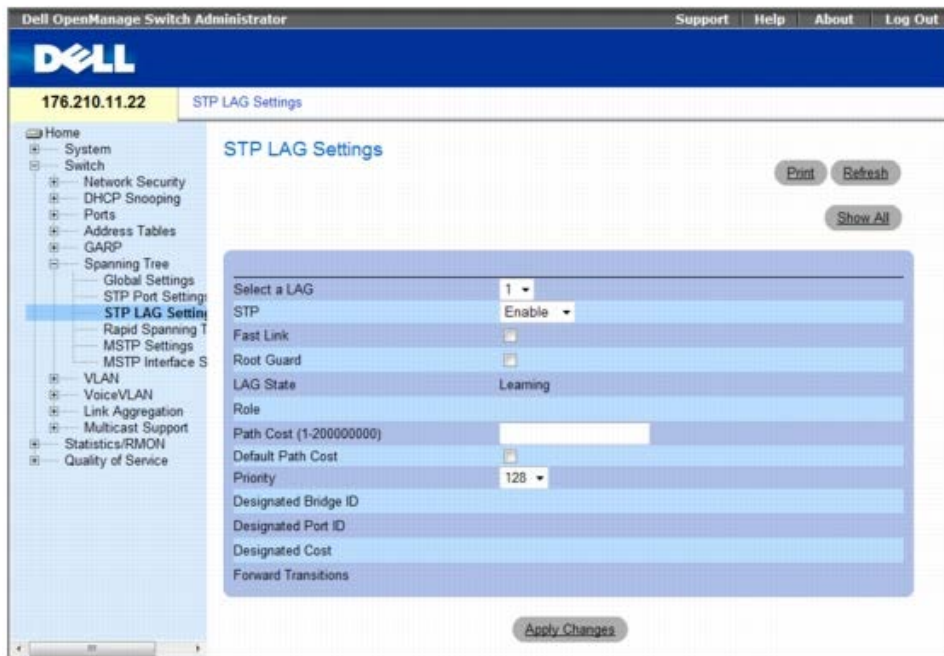 Dell OpenManage Switch Administrator Support Help About Log Out
DELL
176.210.11.22 STP LAG Settings
Home
System
Switch
Network Security
DHCP Snooping
Ports
Address Tables
GARP
Spanning Tree
Global Settings
STP Port Settings
STP LAG Setting
Rapid Spanning T
MSTP Settings
MSTP Interface S
VLAN
VoiceVLAN
Link Aggregation
Multicast Support
Statistics/RMON
Quality of Service
STP LAG Settings
Print Refresh
Show All
Select a LAG 1
STP Enable
Fast Link
Root Guard
LAG State Learning
Role
Path Cost (1-200000000)
Default Path Cost
Priority 128
Designated Bridge ID
Designated Port ID
Designated Cost
Forward Transitions
Apply Changes